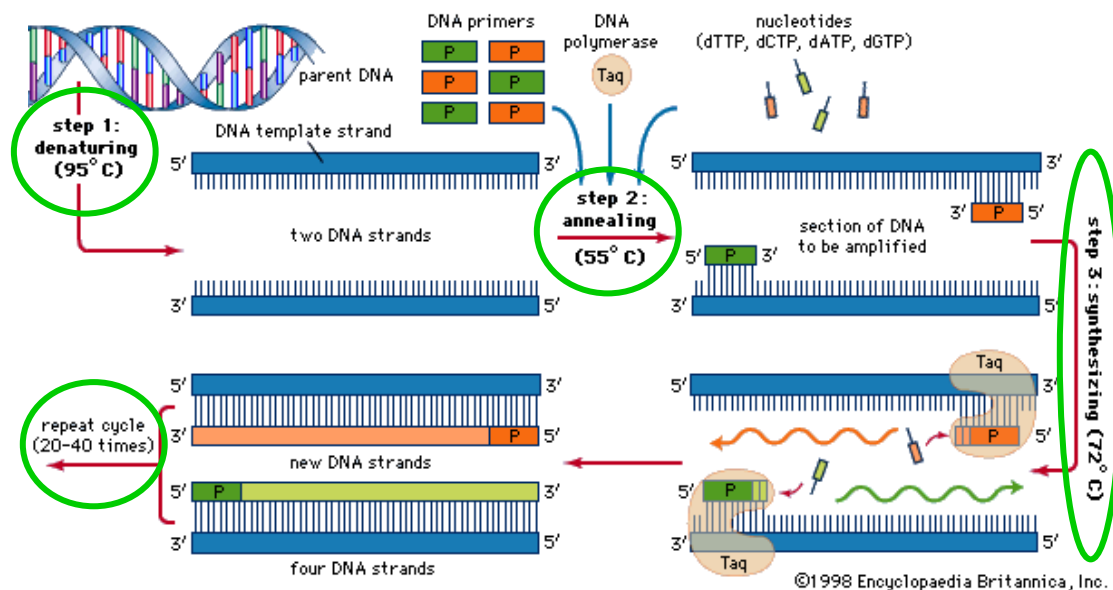 DNA primers
P P
P P
P P
DNA
polymerase
Taq
nucleotides
(dTTP, dCTP, dATP, dGTP)
parent DNA
step 1:
denaturing
(95°C)
DNA template strand
5′ 3′
two DNA strands
3′ 5′
step 2:
annealing
(55°C)
5′ 3′
3′ P 5′
section of DNA
to be amplified
5′ P 3′
3′ 5′
step 3: synthesizing (72°C)
Taq
5′ 3′
P 5′
5′ P
3′ 5′
Taq
5′ 3′
3′ P 5′
new DNA strands
5′ P 3′
3′ 5′
four DNA strands
repeat cycle
(20-40 times)
©1998 Encyclopaedia Britannica, Inc.